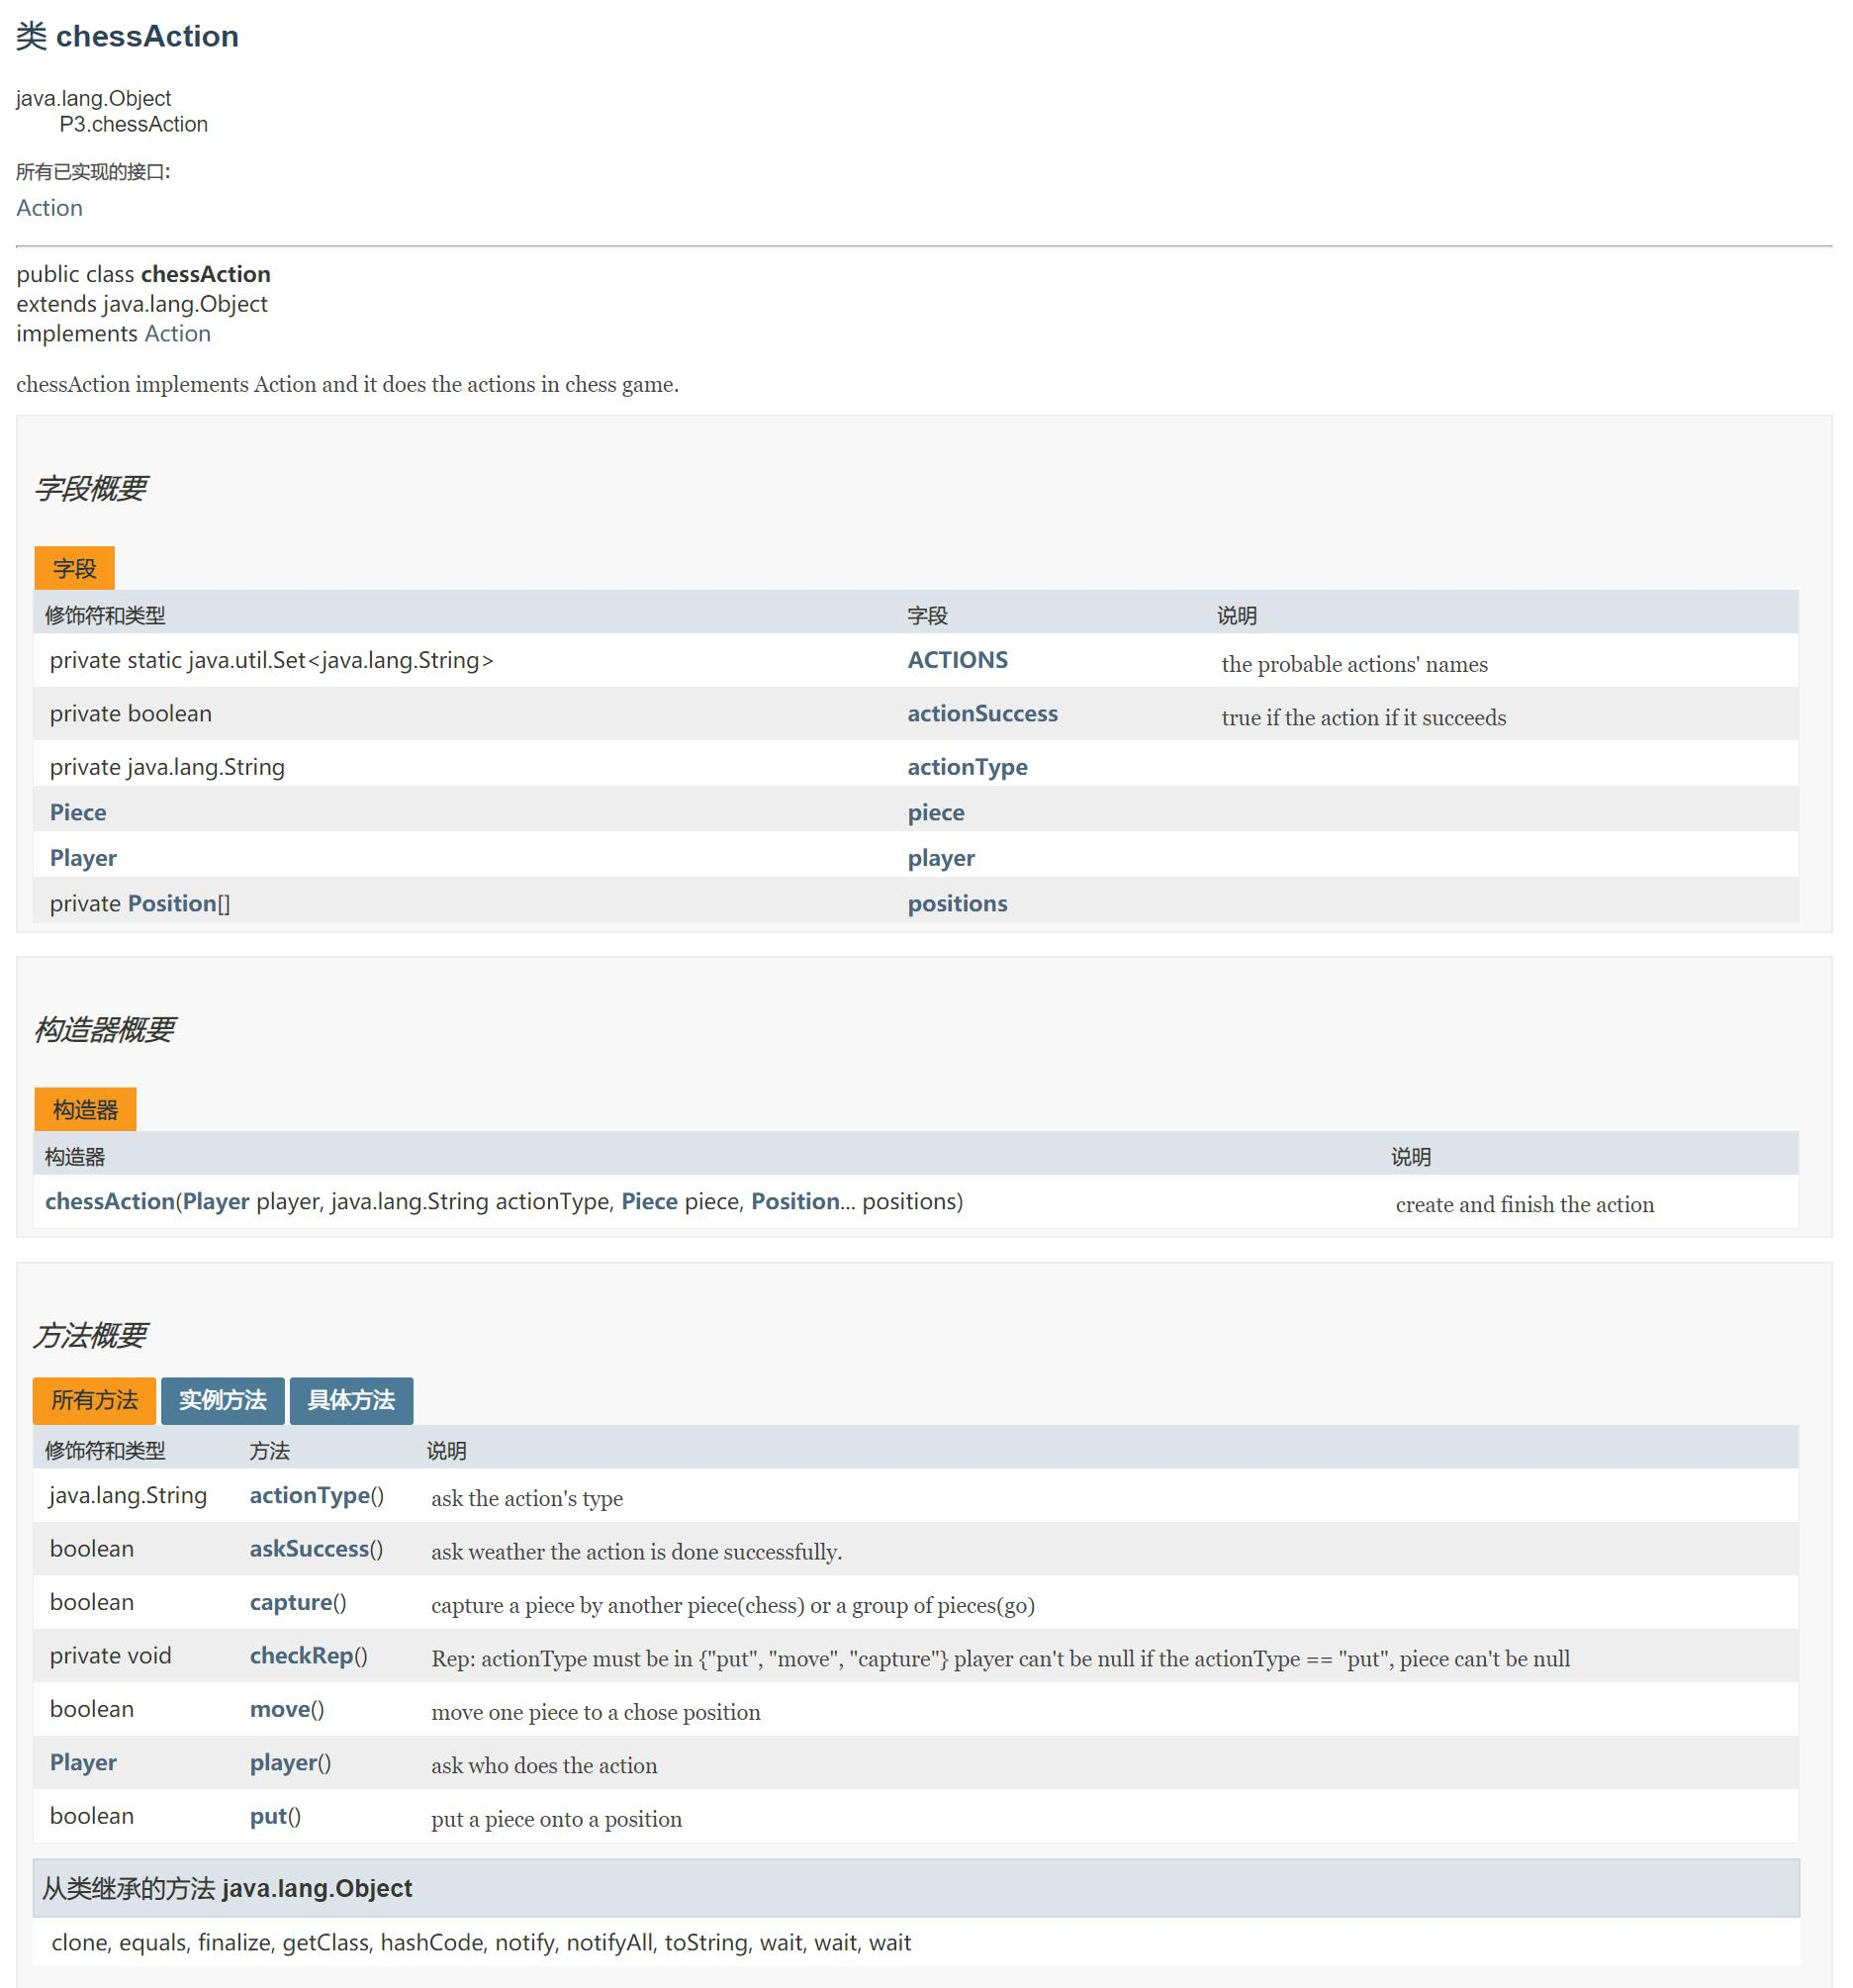 类 chessAction
java.lang.Object
P3.chessAction
所有已实现的接口:
Action
public class chessAction
extends java.lang.Object
implements Action
chessAction implements Action and it does the actions in chess game.
字段概要
字段
修饰符和类型 字段 说明
private static java.util.Set<java.lang.String> ACTIONS the probable actions' names
private boolean actionSuccess true if the action if it succeeds
private java.lang.String actionType
Piece piece
Player player
private Position[] positions
构造器概要
构造器
构造器 说明
chessAction(Player player, java.lang.String actionType, Piece piece, Position... positions) create and finish the action
方法概要
所有方法 实例方法 具体方法
修饰符和类型 方法 说明
java.lang.String actionType() ask the action's type
boolean askSuccess() ask weather the action is done successfully.
boolean capture() capture a piece by another piece(chess) or a group of pieces(go)
private void checkRep() Rep: actionType must be in {"put", "move", "capture"} player can't be null if the actionType == "put", piece can't be null
boolean move() move one piece to a chose position
Player player() ask who does the action
boolean put() put a piece onto a position
从类继承的方法 java.lang.Object
clone, equals, finalize, getClass, hashCode, notify, notifyAll, toString, wait, wait, wait